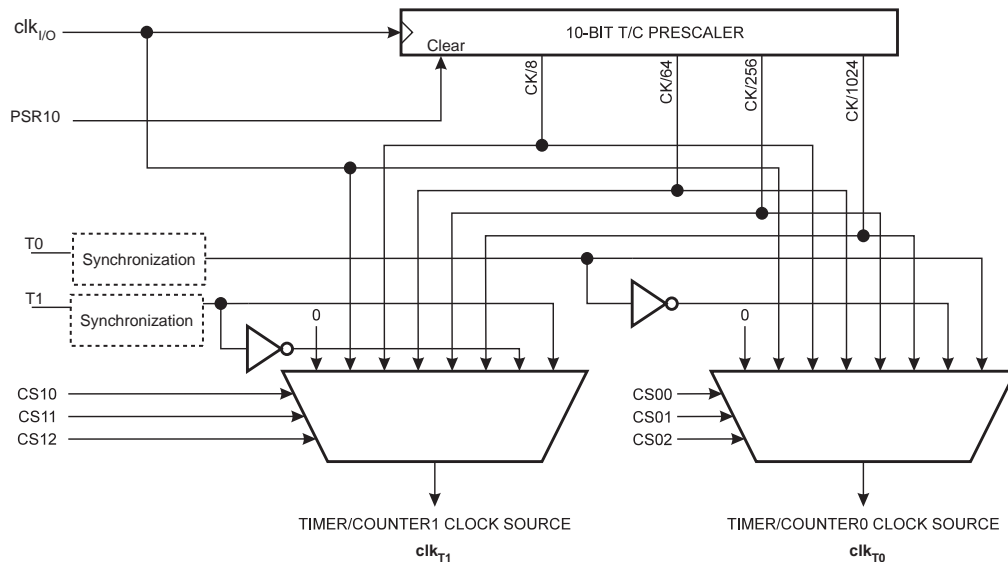 clkI/O
10-BIT T/C PRESCALER
Clear
CK/8
CK/64
CK/256
CK/1024
PSR10
T0
Synchronization
T1
Synchronization
0
0
CS10
CS11
CS12
CS00
CS01
CS02
TIMER/COUNTER1 CLOCK SOURCE
clkT1
TIMER/COUNTER0 CLOCK SOURCE
clkT0